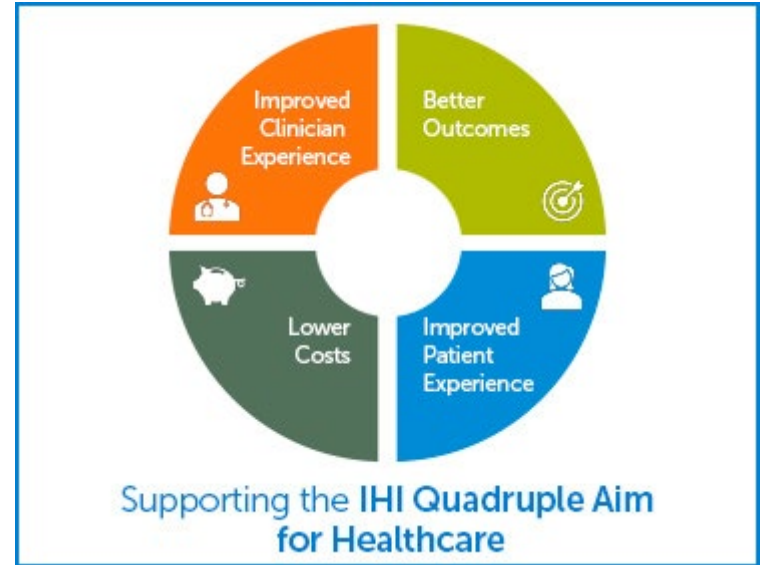 Improved
Clinician
Experience
Better
Outcomes
Lower
Costs
Improved
Patient
Experience
Supporting the IHI Quadruple Aim
for Healthcare